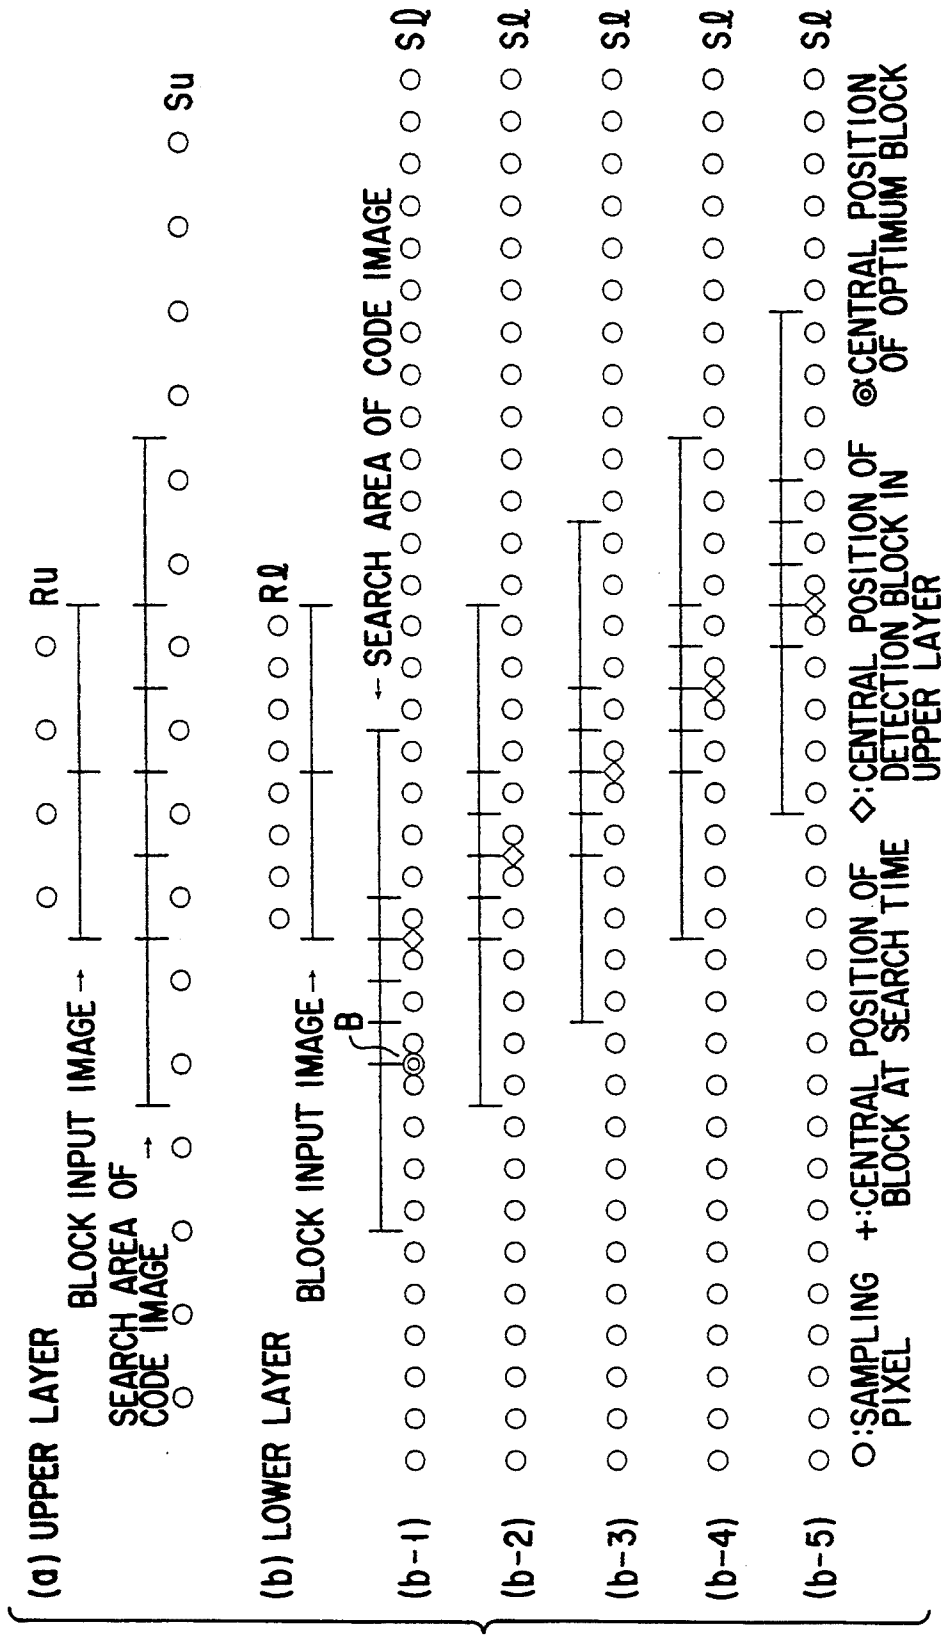 (a) UPPER LAYER
Ru
BLOCK INPUT IMAGE →
SEARCH AREA OF
CODE IMAGE →
Su
(b) LOWER LAYER
Rℓ
BLOCK INPUT IMAGE →
← SEARCH AREA OF CODE IMAGE
B
(b-1)
Sℓ
(b-2)
Sℓ
(b-3)
Sℓ
(b-4)
Sℓ
(b-5)
Sℓ
○:SAMPLING
PIXEL
+:CENTRAL POSITION OF
BLOCK AT SEARCH TIME
◇:CENTRAL POSITION OF
DETECTION BLOCK IN
UPPER LAYER
◎:CENTRAL POSITION
OF OPTIMUM BLOCK